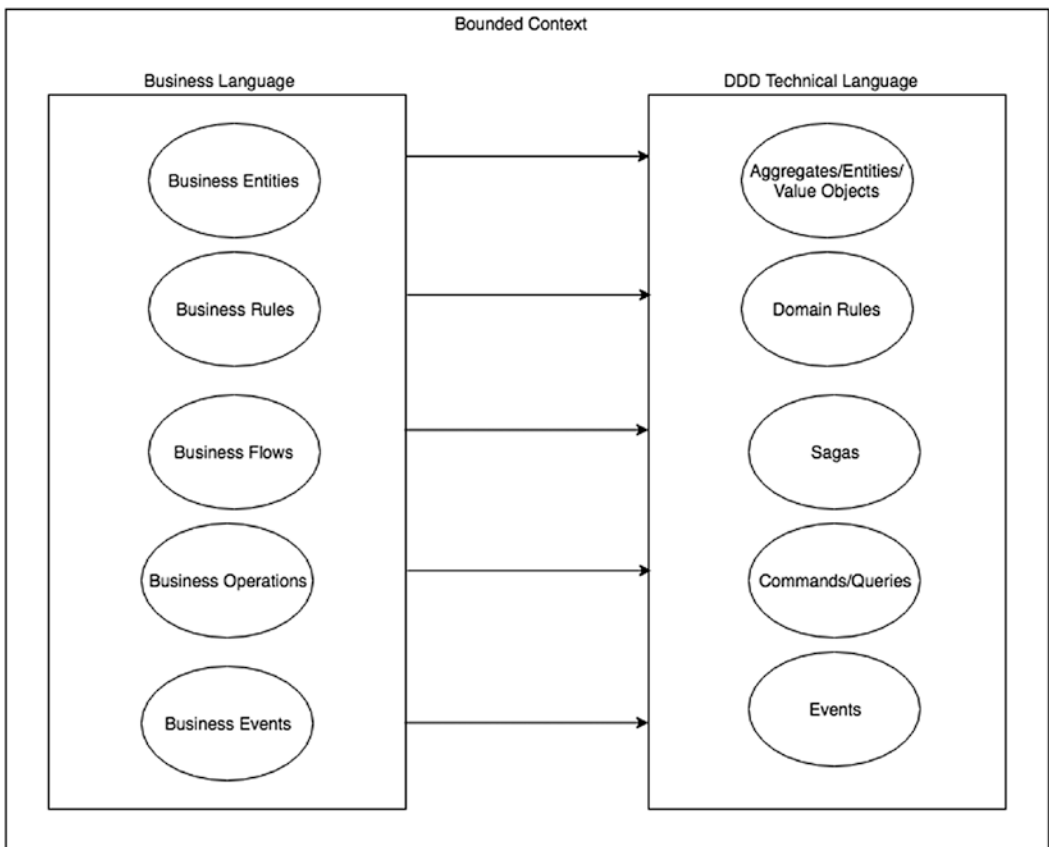 Bounded Context
Business Language
DDD Technical Language
Business Entities
Aggregates/Entities/
Value Objects
Business Rules
Domain Rules
Business Flows
Sagas
Business Operations
Commands/Queries
Business Events
Events